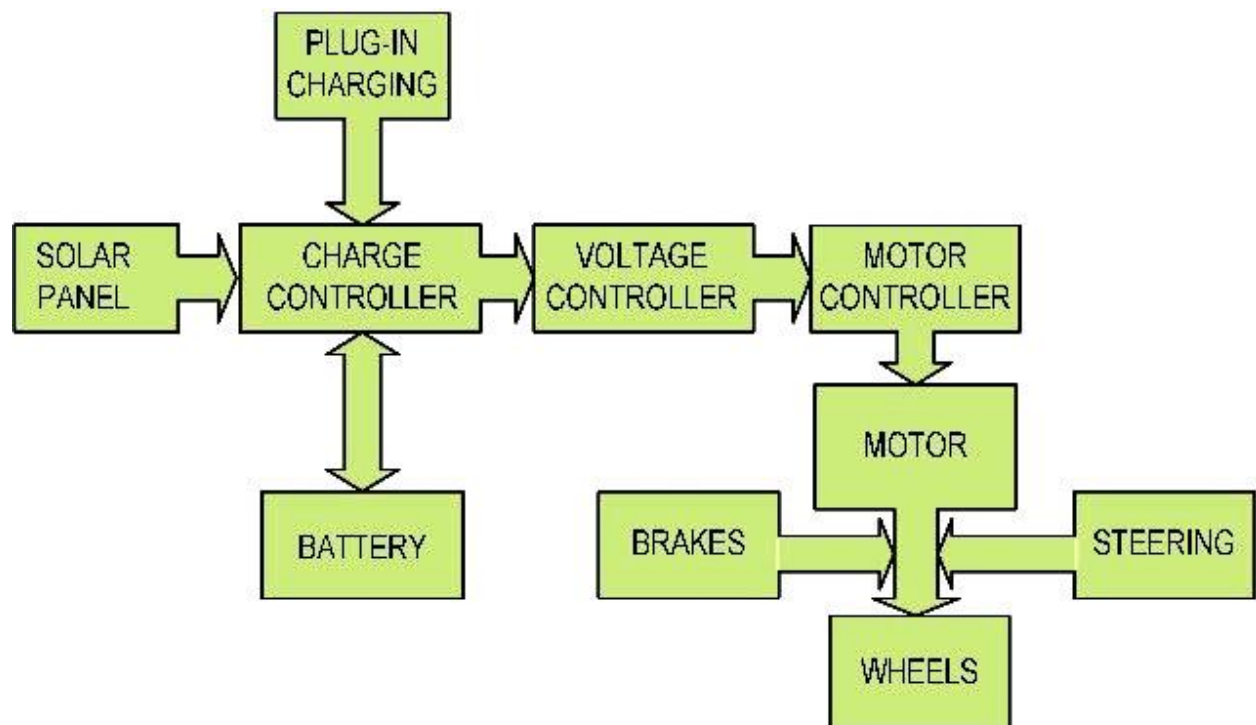 PLUG-IN
CHARGING
SOLAR
PANEL
CHARGE
CONTROLLER
VOLTAGE
CONTROLLER
MOTOR
CONTROLLER
MOTOR
BATTERY
BRAKES
STEERING
WHEELS